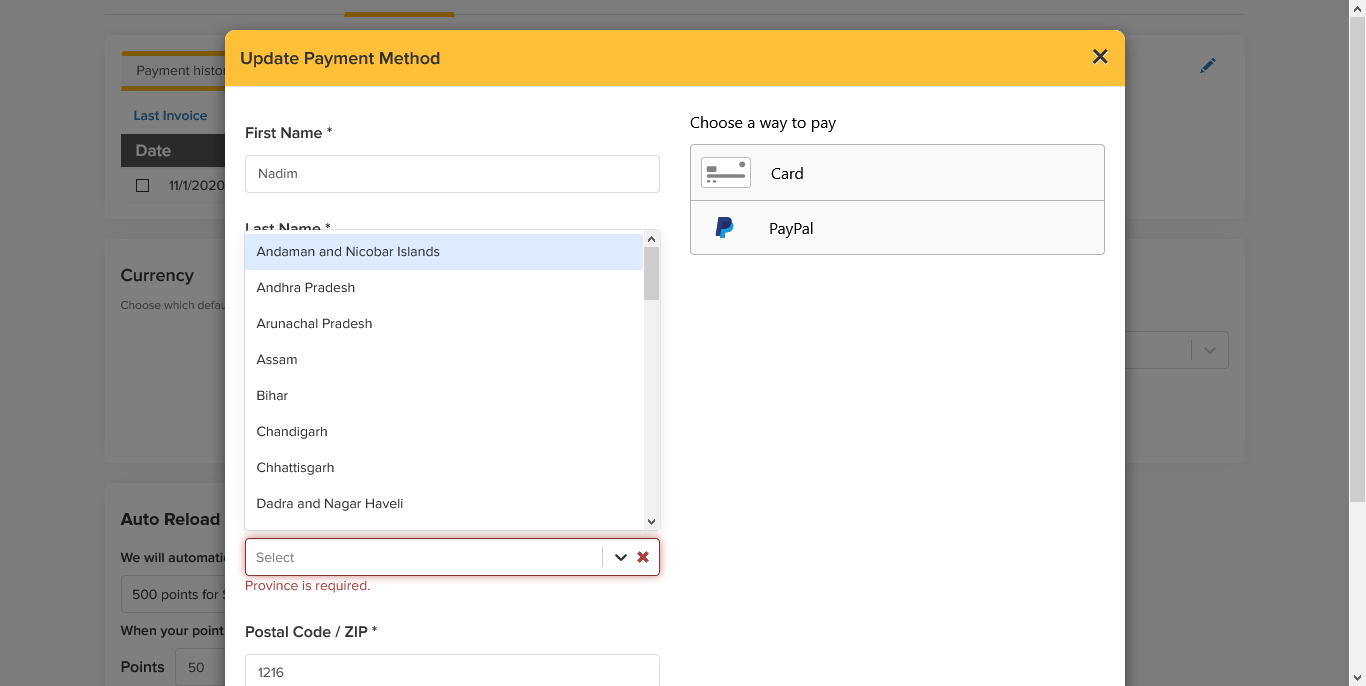 Update Payment Method
Payment histor
Last Invoice
Date
11/1/2020
Currency
Choose which defau
Auto Reload
We will automatic
500 points for $
When your point
Points
50
First Name *
Nadim
Last Name *
Andaman and Nicobar Islands
Andhra Pradesh
Arunachal Pradesh
Assam
Bihar
Chandigarh
Chhattisgarh
Dadra and Nagar Haveli
Select
Province is required.
Postal Code / ZIP *
1216
Choose a way to pay
Card
PayPal